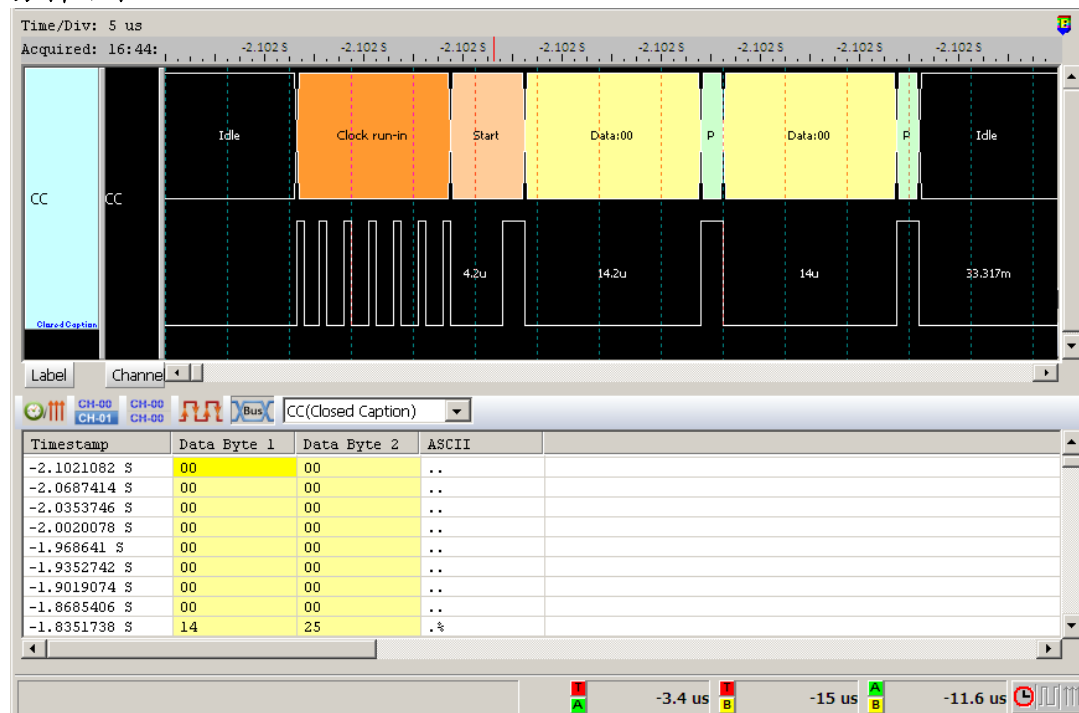 Time/Div: 5 us
Acquired: 16:44:
-2.102 S -2.102 S -2.102 S -2.102 S -2.102 S -2.102 S -2.102 S -2.102 S
B
CC CC
Idle Clock run-in Start Data:00 P Data:00 P Idle
4.2u 14.2u 14u 33.317m
Closed Caption
Label Channel
CH-00 CH-01 CH-00 CH-00 Bus CC(Closed Caption)
Timestamp Data Byte 1 Data Byte 2 ASCII
-2.1021082 S 00 00 ..
-2.0687414 S 00 00 ..
-2.0353746 S 00 00 ..
-2.0020078 S 00 00 ..
-1.968641 S 00 00 ..
-1.9352742 S 00 00 ..
-1.9019074 S 00 00 ..
-1.8685406 S 00 00 ..
-1.8351738 S 14 25 .%
T A -3.4 us T B -15 us A B -11.6 us